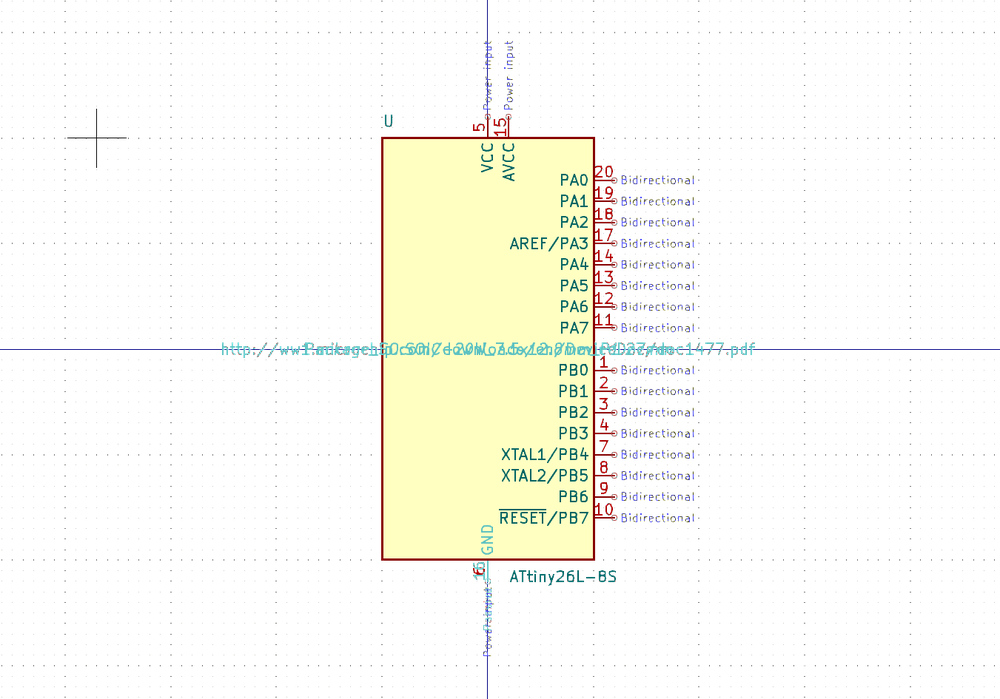 Power input
Power input
U
5
15
VCC
AVCC
20
PA0
Bidirectional
19
PA1
Bidirectional
18
PA2
Bidirectional
17
AREF/PA3
Bidirectional
14
PA4
Bidirectional
13
PA5
Bidirectional
12
PA6
Bidirectional
11
PA7
Bidirectional
1
PB0
Bidirectional
2
PB1
Bidirectional
3
PB2
Bidirectional
4
PB3
Bidirectional
7
XTAL1/PB4
Bidirectional
8
XTAL2/PB5
Bidirectional
9
PB6
Bidirectional
10
RESET/PB7
Bidirectional
GND
6
ATtiny26L-8S